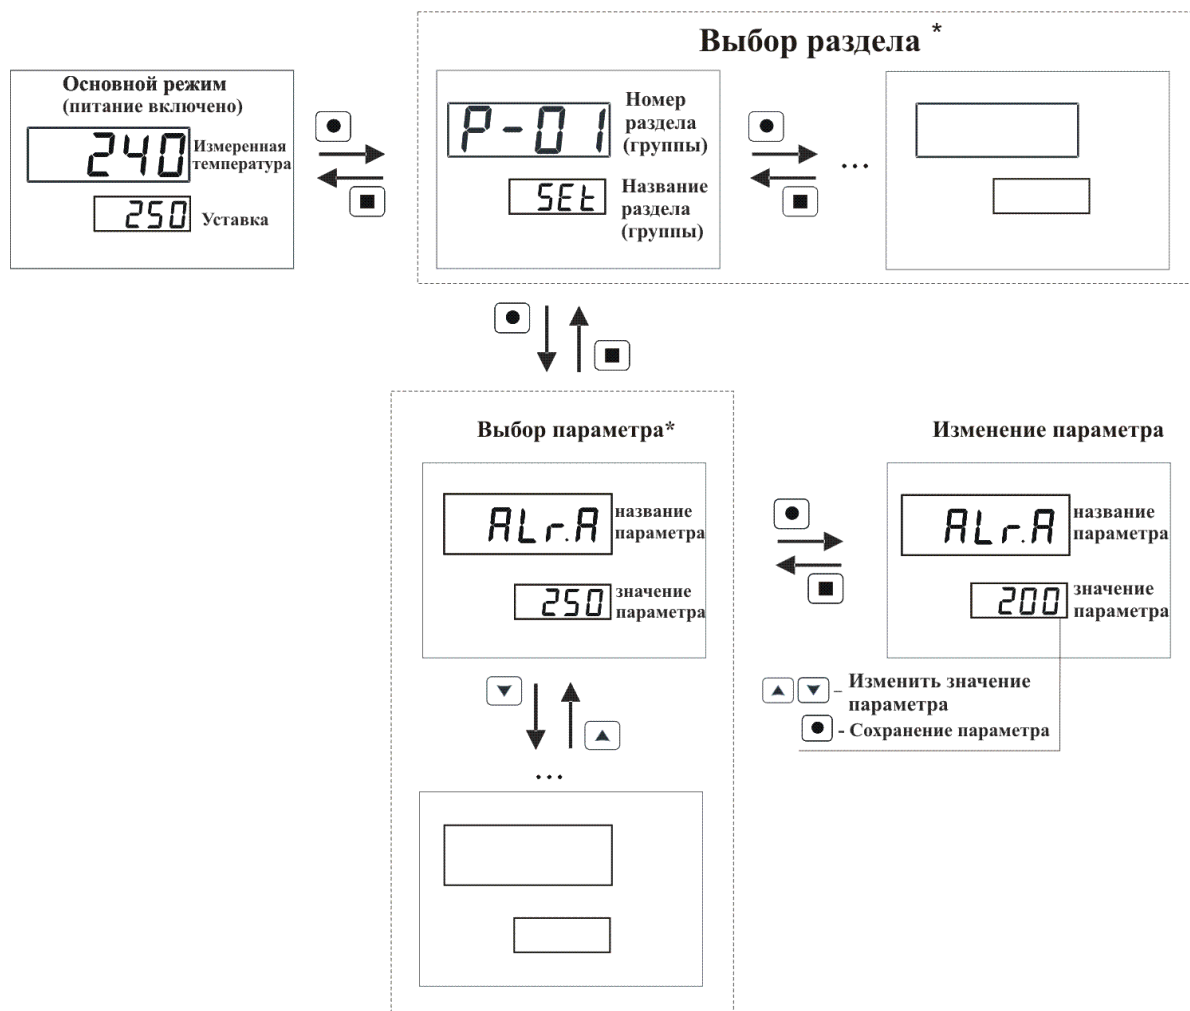 Выбор раздела *
Основной режим
(питание включено)
240
Измеренная
температура
250
Уставка
P-01
Номер
раздела
(группы)
SEt
Название
раздела
(группы)
...
Выбор параметра*
ALr.A
название
параметра
250
значение
параметра
...
Изменение параметра
ALr.A
название
параметра
200
значение
параметра
– Изменить значение
параметра
- Сохранение параметра